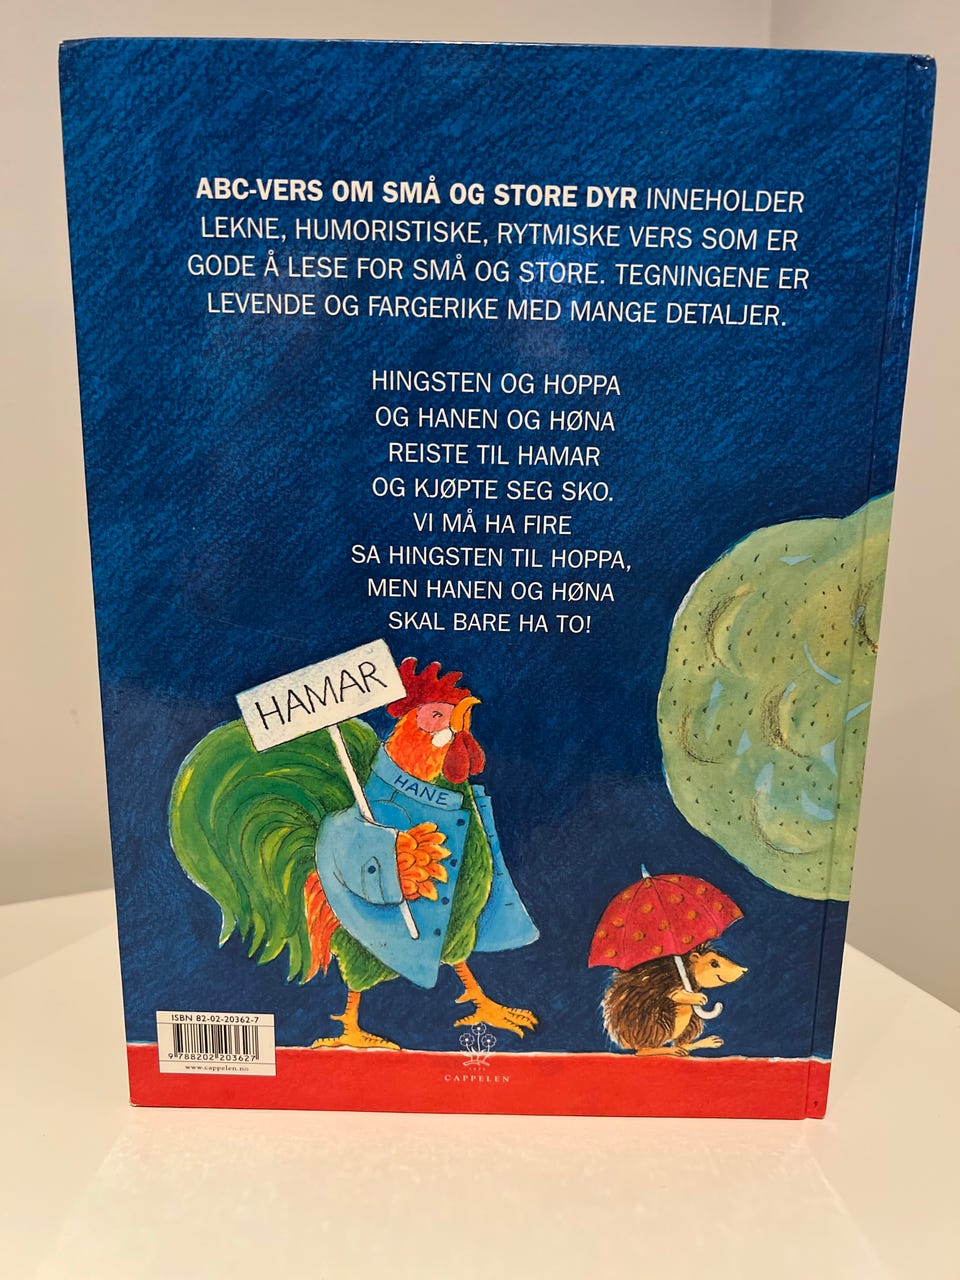 ABC-VERS OM SMÅ OG STORE DYR INNEHOLDER
LEKNE, HUMORISTISKE, RYTMISKE VERS SOM ER
GODE Å LESE FOR SMÅ OG STORE. TEGNINGENE ER
LEVENDE OG FARGERIKE MED MANGE DETALJER.
HINGSTEN OG HOPPA
OG HANEN OG HØNA
REISTE TIL HAMAR
OG KJØPTE SEG SKO.
VI MÅ HA FIRE
SA HINGSTEN TIL HOPPA,
MEN HANEN OG HØNA
SKAL BARE HA TO!
HAMAR
HANE
ISBN 82-02-20362-7
9 788202 203627
www.cappelen.no
CAPPELEN